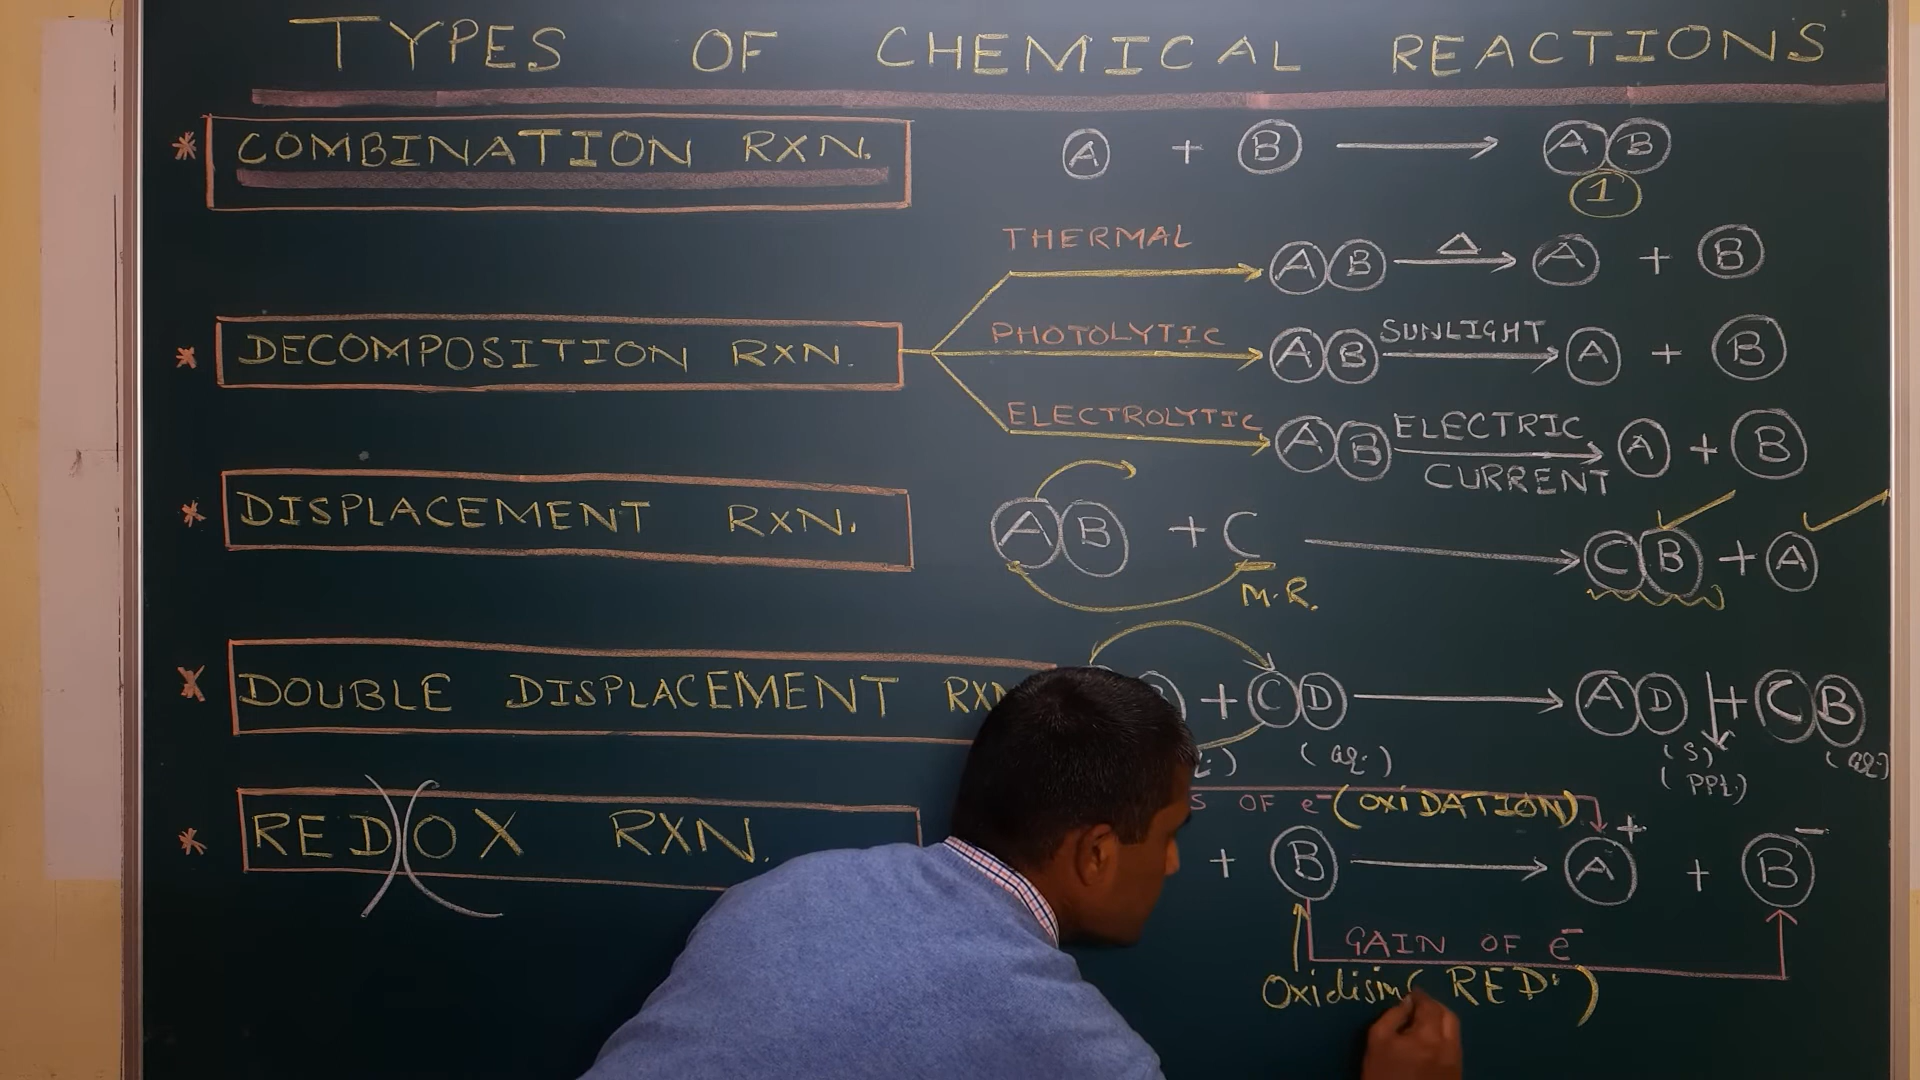 TYPES OF CHEMICAL REACTIONS
* COMBINATION RXN. A + B → AB
1
THERMAL AB Δ→ A + B
* DECOMPOSITION RXN. PHOTOLYTIC AB SUNLIGHT→ A + B
ELECTROLYTIC AB ELECTRIC CURRENT→ A + B
* DISPLACEMENT RXN. AB + C → CB + A
M.R.
* DOUBLE DISPLACEMENT RXN + CD → AD ↓ + CB
(aq.) (S) (aq.)
(PPt.)
OF e⁻ (OXiDATION)
* REDOX RXN. + B → A⁺ + B⁻
GAIN OF e⁻
Oxidisin (RED.)